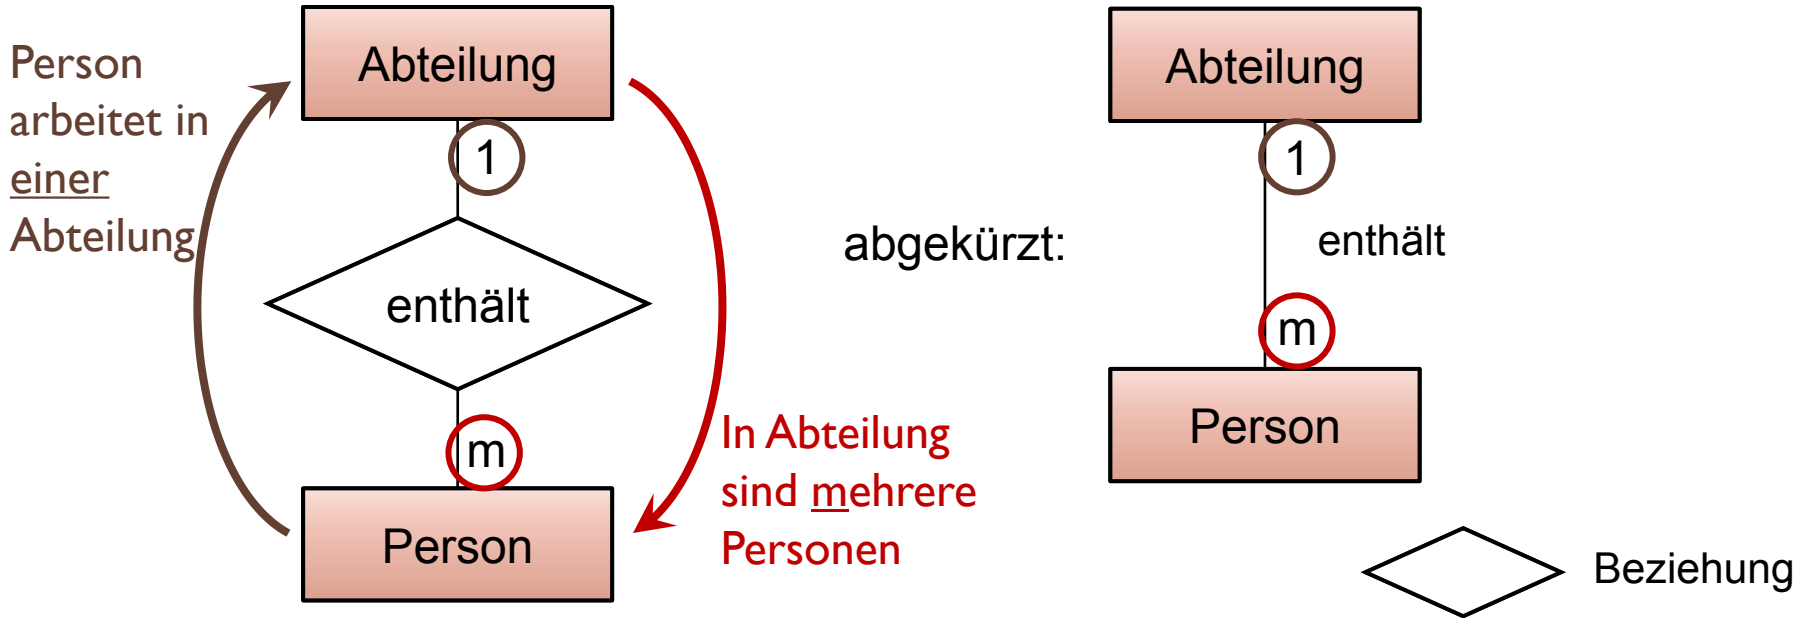 Person
arbeitet in
einer
Abteilung
Abteilung
1
enthält
m
Person
In Abteilung
sind mehrere
Personen
abgekürzt:
Abteilung
1
enthält
m
Person
Beziehung